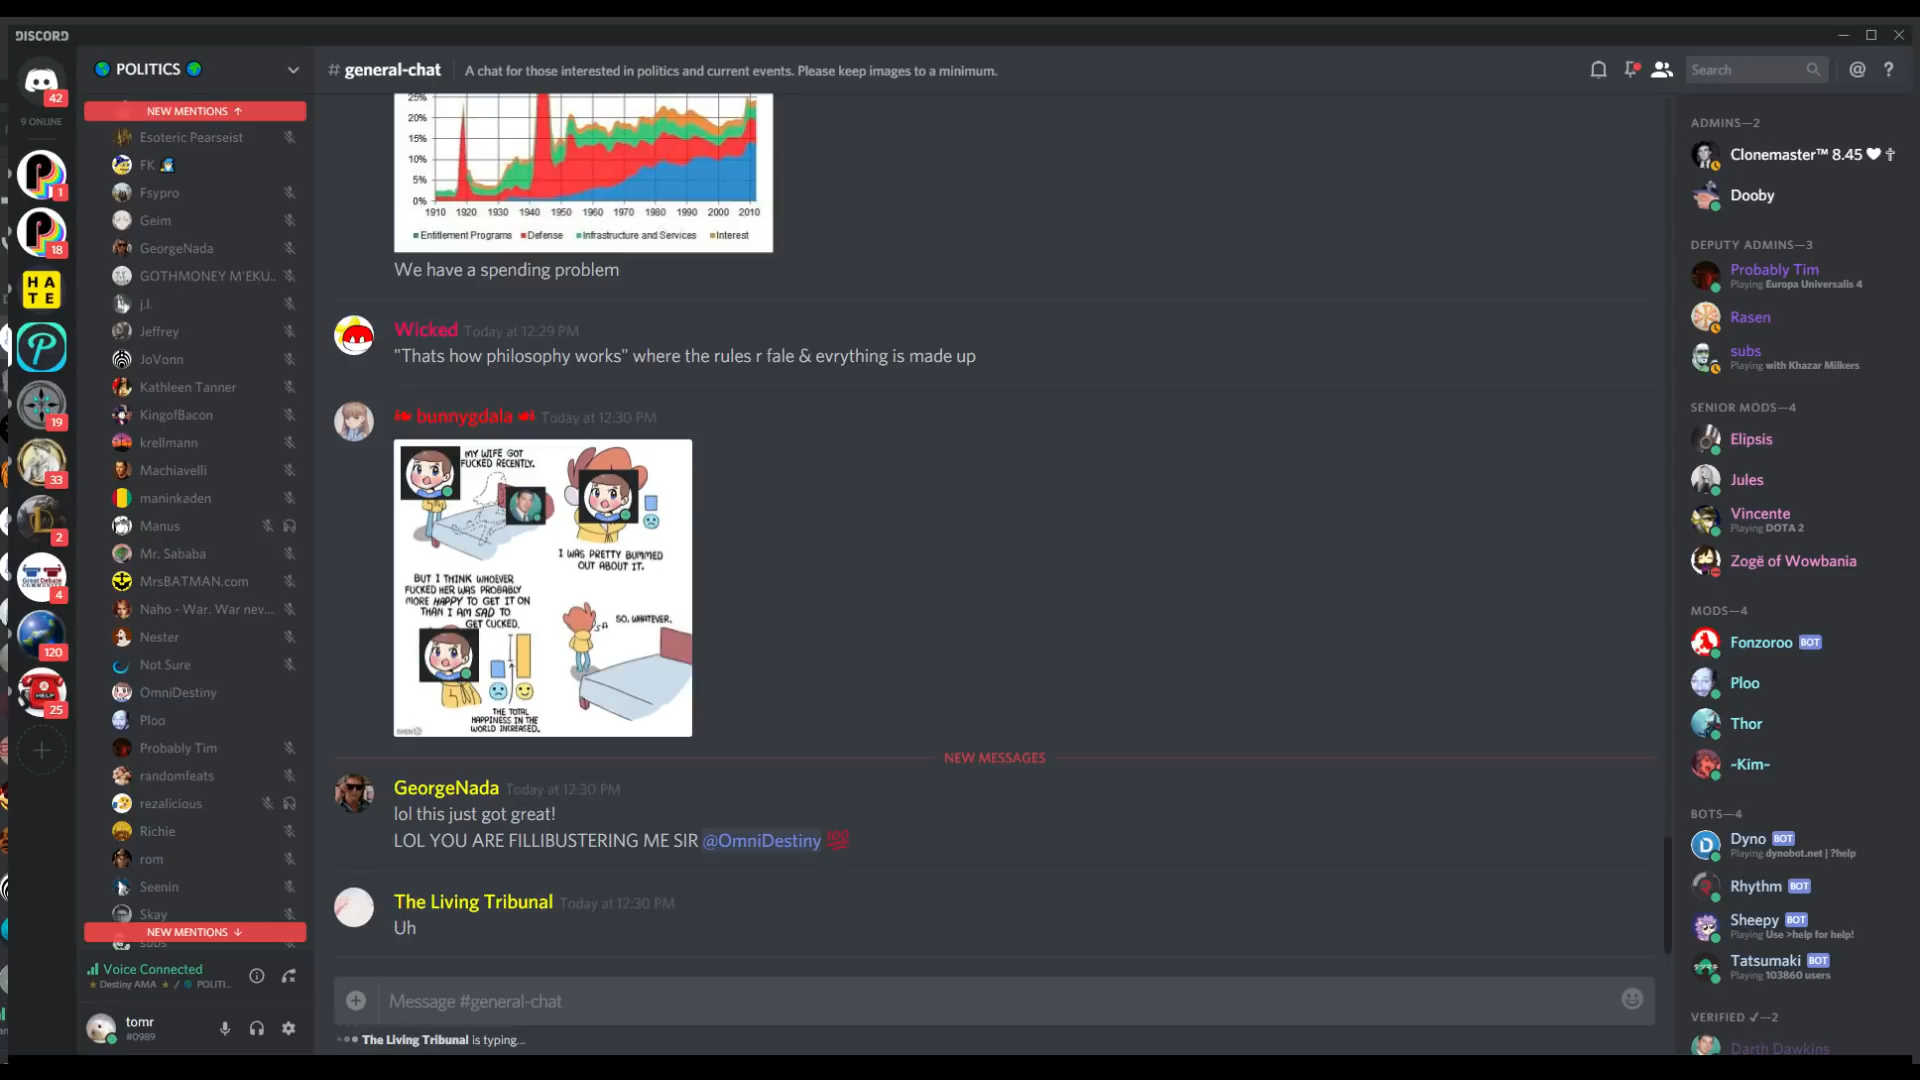 DISCORD
POLITICS
# general-chat
A chat for those interested in politics and current events. Please keep images to a minimum.
Search
@
?
42
9 ONLINE
1
18
HA
TE
19
33
2
Great Debate
COMMUNITY
4
120
HELP
25
NEW MENTIONS ↑
Esoteric Pearseist
FK
Fsypro
Geim
GeorgeNada
GOTHMONEY M'EKU...
j.l.
Jeffrey
JoVonn
Kathleen Tanner
KingofBacon
krellmann
Machiavelli
maninkaden
Manus
Mr. Sababa
MrsBATMAN.com
Naho - War. War nev...
Nester
Not Sure
OmniDestiny
Ploo
Probably Tim
randomfeats
rezalicious
Richie
rom
Seenin
Skay
NEW MENTIONS ↓
subs
Voice Connected
★ Destiny AMA ★ / POLITI...
tomr
#0989
25%
20%
15%
10%
5%
0%
1910 1920 1930 1940 1950 1960 1970 1980 1990 2000 2010
Entitlement Programs Defense Infrastructure and Services Interest
We have a spending problem
Wicked Today at 12:29 PM
"Thats how philosophy works" where the rules r fale & evrything is made up
bunnygdala Today at 12:30 PM
MY WIFE GOT
FUCKED RECENTLY.
I WAS PRETTY BUMMED
OUT ABOUT IT.
BUT I THINK WHOEVER
FUCKED HER WAS PROBABLY
MORE HAPPY TO GET IT ON
THAN I AM SAD TO
GET CUCKED.
THE TOTAL
HAPPINESS IN THE
WORLD INCREASED.
SO, WHATEVER.
NEW MESSAGES
GeorgeNada Today at 12:30 PM
lol this just got great!
LOL YOU ARE FILLIBUSTERING ME SIR @OmniDestiny 💯
The Living Tribunal Today at 12:30 PM
Uh
Message #general-chat
The Living Tribunal is typing...
ADMINS—2
Clonemaster™ 8.45 ♥ ✝
Dooby
DEPUTY ADMINS—3
Probably Tim
Playing Europa Universalis 4
Rasen
subs
Playing with Khazar Milkers
SENIOR MODS—4
Elipsis
Jules
Vincente
Playing DOTA 2
Zogë of Wowbania
MODS—4
Fonzoroo BOT
Ploo
Thor
~Kim~
BOTS—4
Dyno BOT
Playing dynobot.net | ?help
Rhythm BOT
Sheepy BOT
Playing Use >help for help!
Tatsumaki BOT
Playing 103860 users
VERIFIED ✓—2
Darth Dawkins